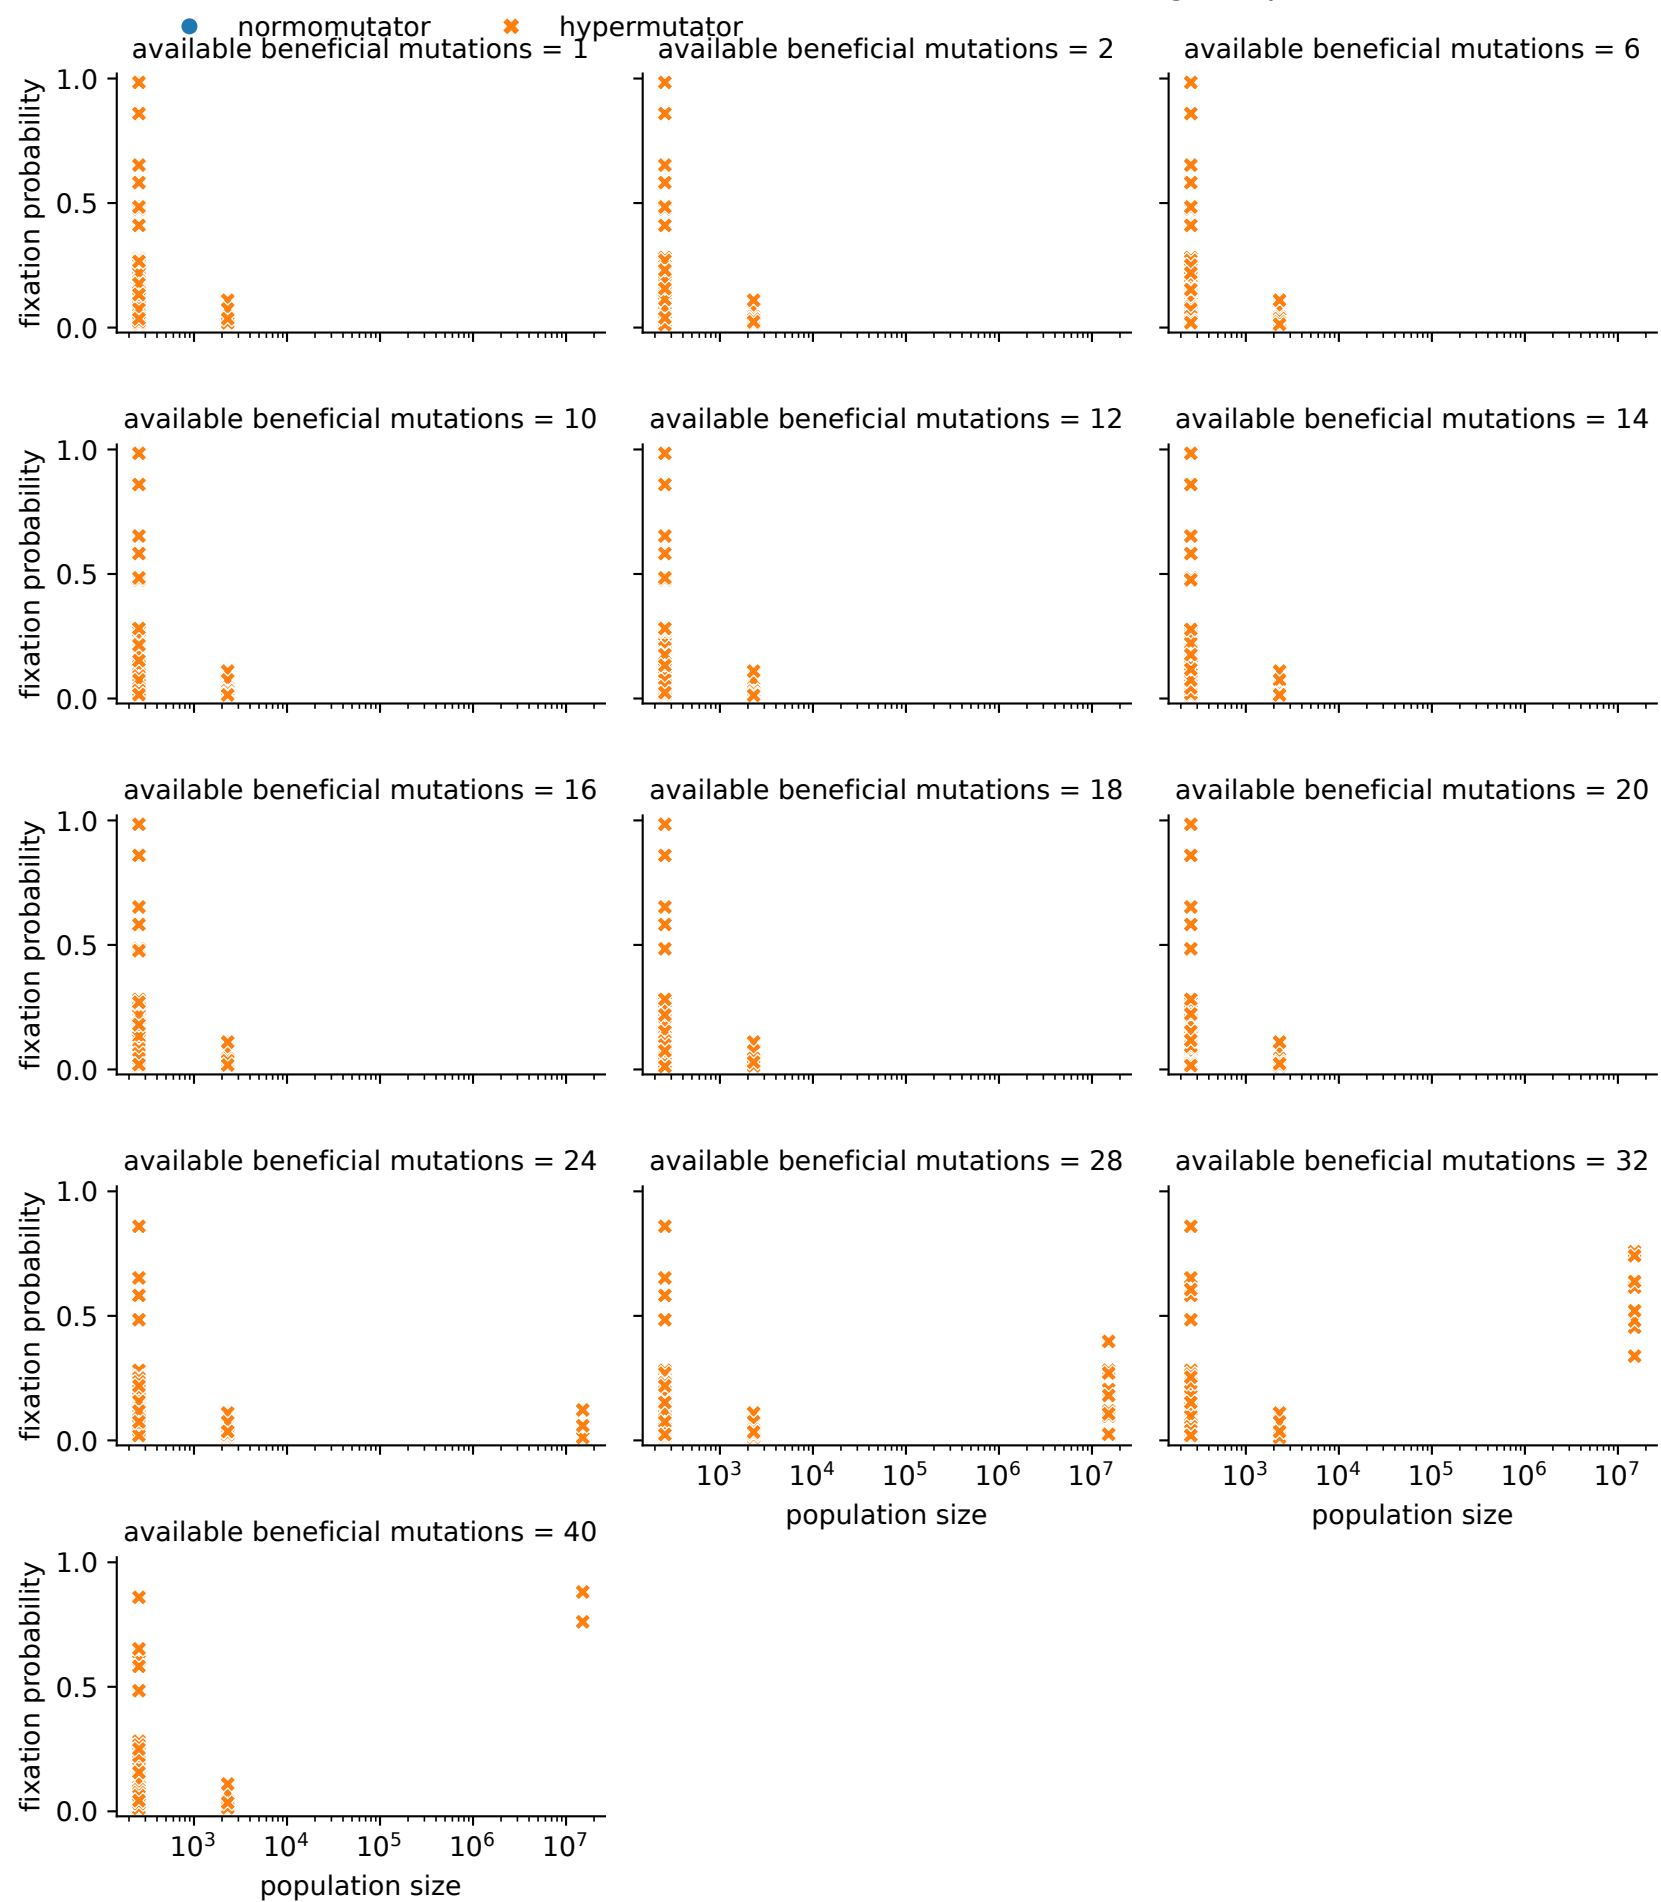 normomutator hypermutator
available beneficial mutations = 1 available beneficial mutations = 2 available beneficial mutations = 6
1.0
0.5
0.0
fixation probability
available beneficial mutations = 10 available beneficial mutations = 12 available beneficial mutations = 14
1.0
0.5
0.0
fixation probability
available beneficial mutations = 16 available beneficial mutations = 18 available beneficial mutations = 20
1.0
0.5
0.0
fixation probability
available beneficial mutations = 24 available beneficial mutations = 28 available beneficial mutations = 32
1.0
0.5
0.0
fixation probability
10³ 10⁴ 10⁵ 10⁶ 10⁷ 10³ 10⁴ 10⁵ 10⁶ 10⁷
population size population size
available beneficial mutations = 40
1.0
0.5
0.0
fixation probability
10³ 10⁴ 10⁵ 10⁶ 10⁷
population size